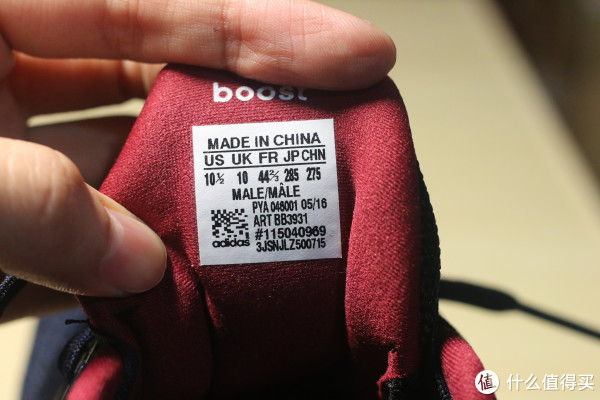 boost
MADE IN CHINA
US UK FR JP CHN
10½ 10 44⅔ 285 275
MALE/MÂLE
PYA 046001 05/16
ART BB3931
#115040969
adidas
3JSNJLZ500715
值 什么值得买